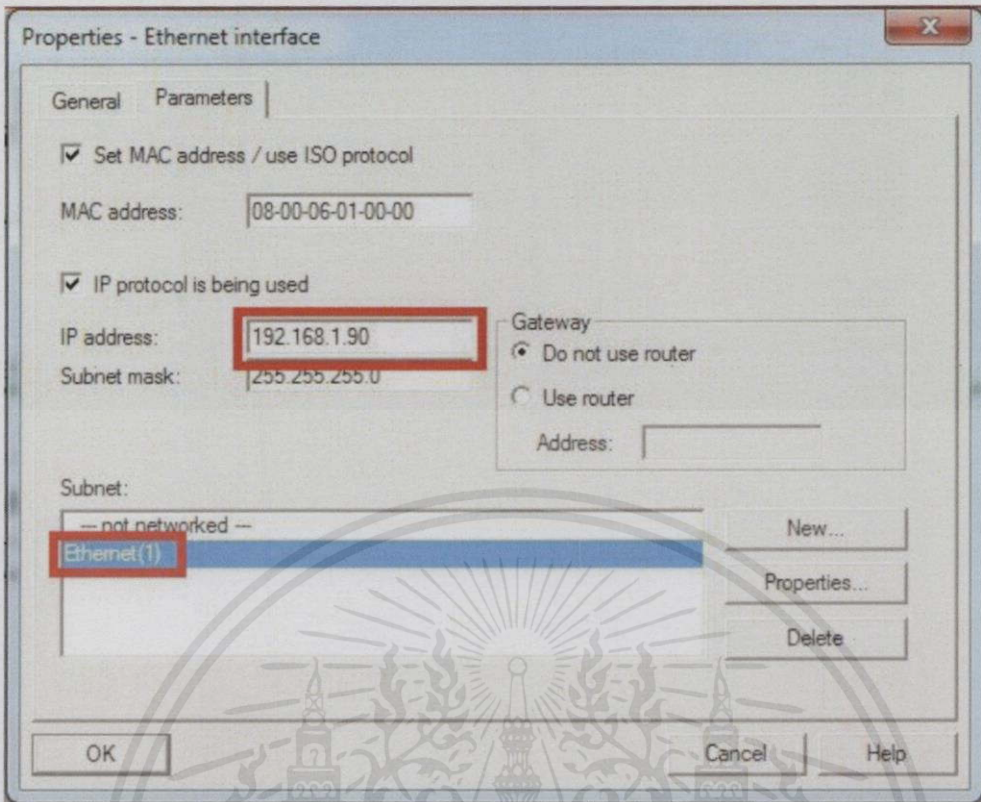 Properties - Ethernet interface
General Parameters
Set MAC address / use ISO protocol
MAC address: 08-00-06-01-00-00
IP protocol is being used
IP address: 192.168.1.90
Subnet mask: 255.255.255.0
Gateway
Do not use router
Use router
Address:
Subnet:
--- not networked ---
Ethernet(1)
New...
Properties...
Delete
OK Cancel Help